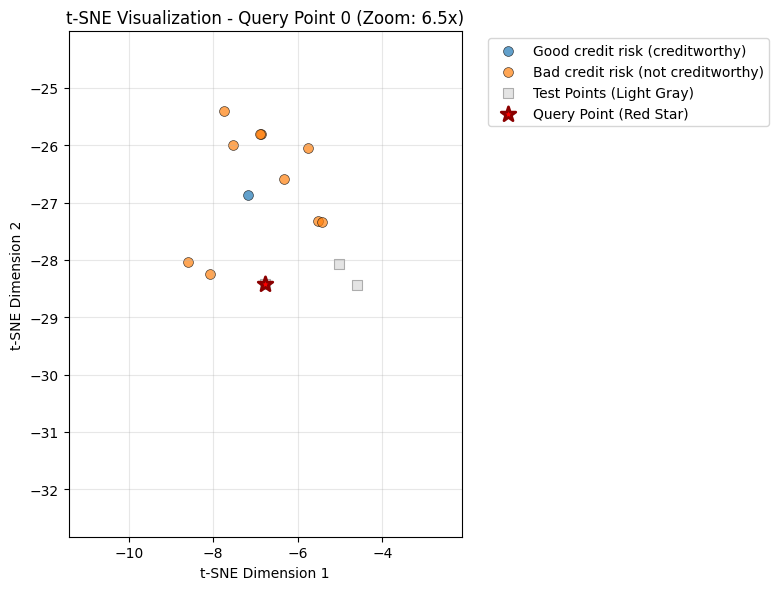 t-SNE Visualization - Query Point 0 (Zoom: 6.5x)
Good credit risk (creditworthy)
Bad credit risk (not creditworthy)
Test Points (Light Gray)
Query Point (Red Star)
t-SNE Dimension 2
−25
−26
−27
−28
−29
−30
−31
−32
−10
−8
−6
−4
t-SNE Dimension 1